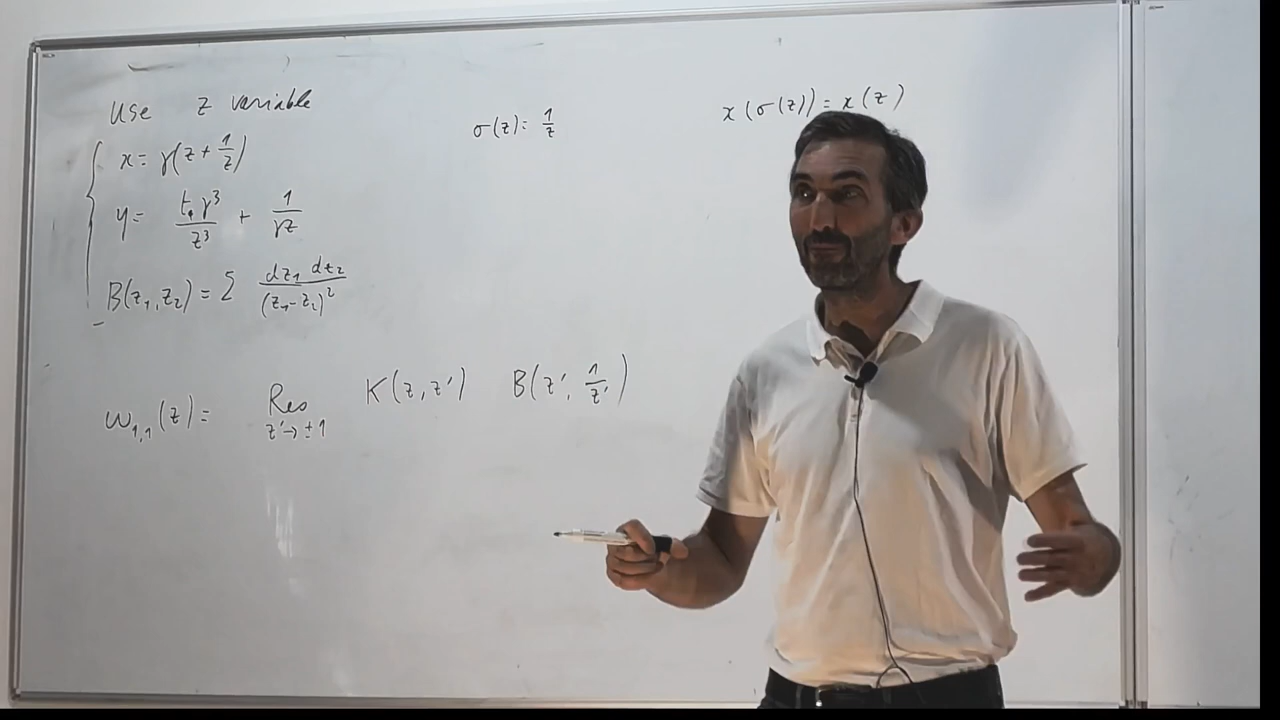 Use z variable
σ(z) = 1/z
x(σ(z)) = x(z)
x = γ(z + 1/z)
y = t₄γ³/z³ + 1/γz
B(z₁, z₂) = dz₁ dz₂/(z₁-z₂)²
ω₁,₁(z) = Res z'→±1 K(z, z') B(z', 1/z')